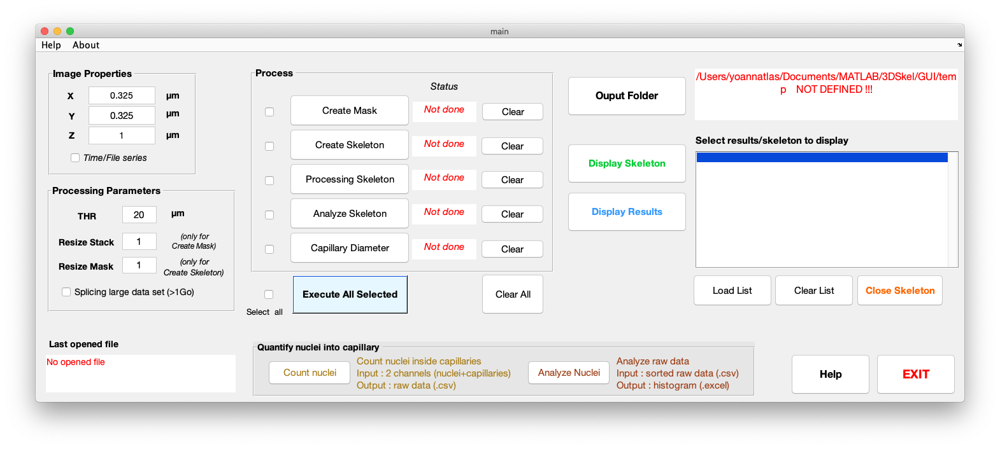 main
Help About
Image Properties
X 0.325 µm
Y 0.325 µm
Z 1 µm
Time/File series
Processing Parameters
THR 20 µm
Resize Stack 1 (only for
Create Mask)
Resize Mask 1 (only for
Create Skeleton)
Splicing large data set (>1Go)
Last opened file
No opened file
Process
Status
Create Mask Not done Clear
Create Skeleton Not done Clear
Processing Skeleton Not done Clear
Analyze Skeleton Not done Clear
Capillary Diameter Not done Clear
Select all
Execute All Selected
Clear All
Quantify nuclei into capillary
Count nuclei
Count nuclei inside capillaries
Input : 2 channels (nuclei+capillaries)
Output : raw data (.csv)
Analyze Nuclei
Analyze raw data
Input : sorted raw data (.csv)
Output : histogram (.excel)
Ouput Folder
/Users/yoannatlas/Documents/MATLAB/3DSkel/GUI/tem
p NOT DEFINED !!!
Display Skeleton
Display Results
Select results/skeleton to display
Load List Clear List Close Skeleton
Help EXIT